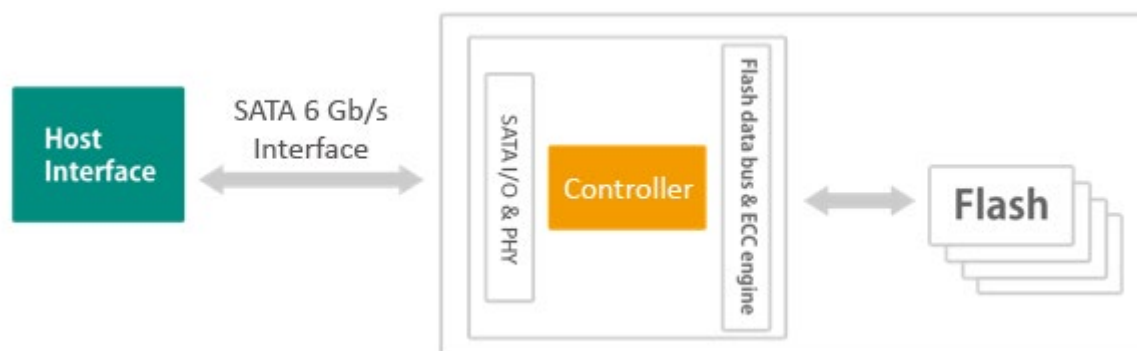 Host
Interface
SATA 6 Gb/s
Interface
SATA I/O & PHY
Controller
Flash data bus & ECC engine
Flash